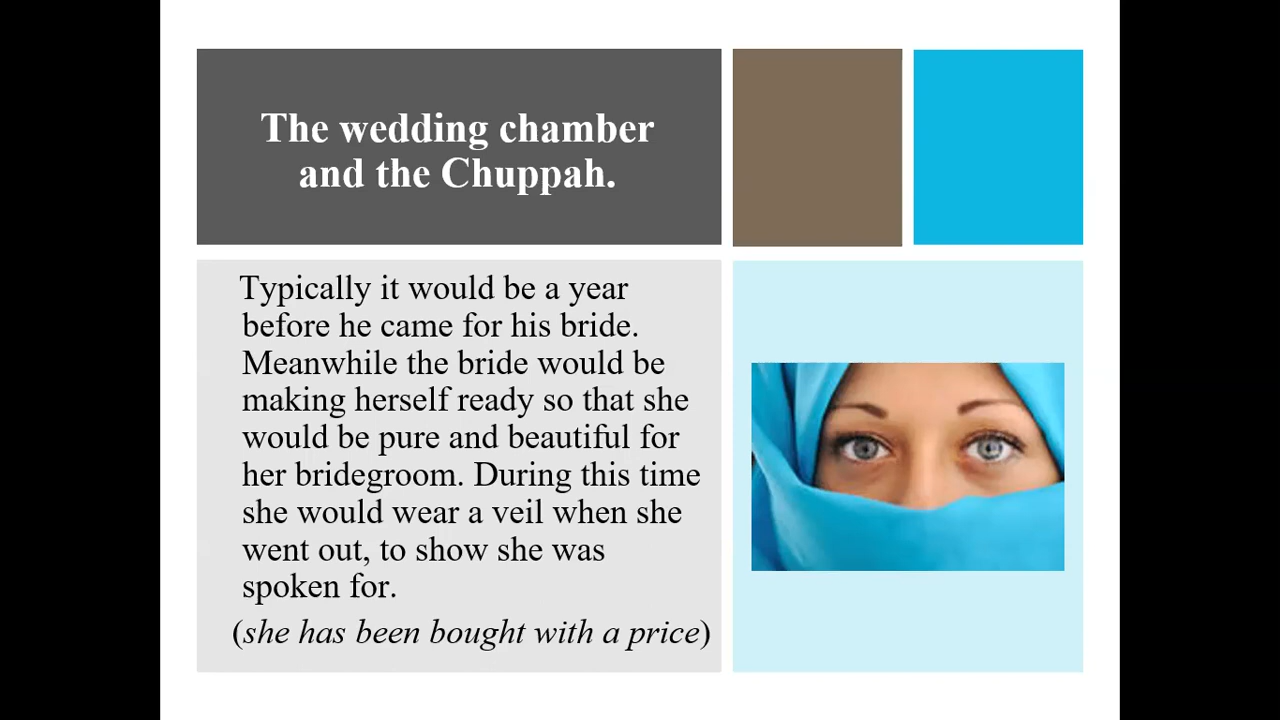 The wedding chamber
and the Chuppah.
Typically it would be a year
before he came for his bride.
Meanwhile the bride would be
making herself ready so that she
would be pure and beautiful for
her bridegroom. During this time
she would wear a veil when she
went out, to show she was
spoken for.
(she has been bought with a price)